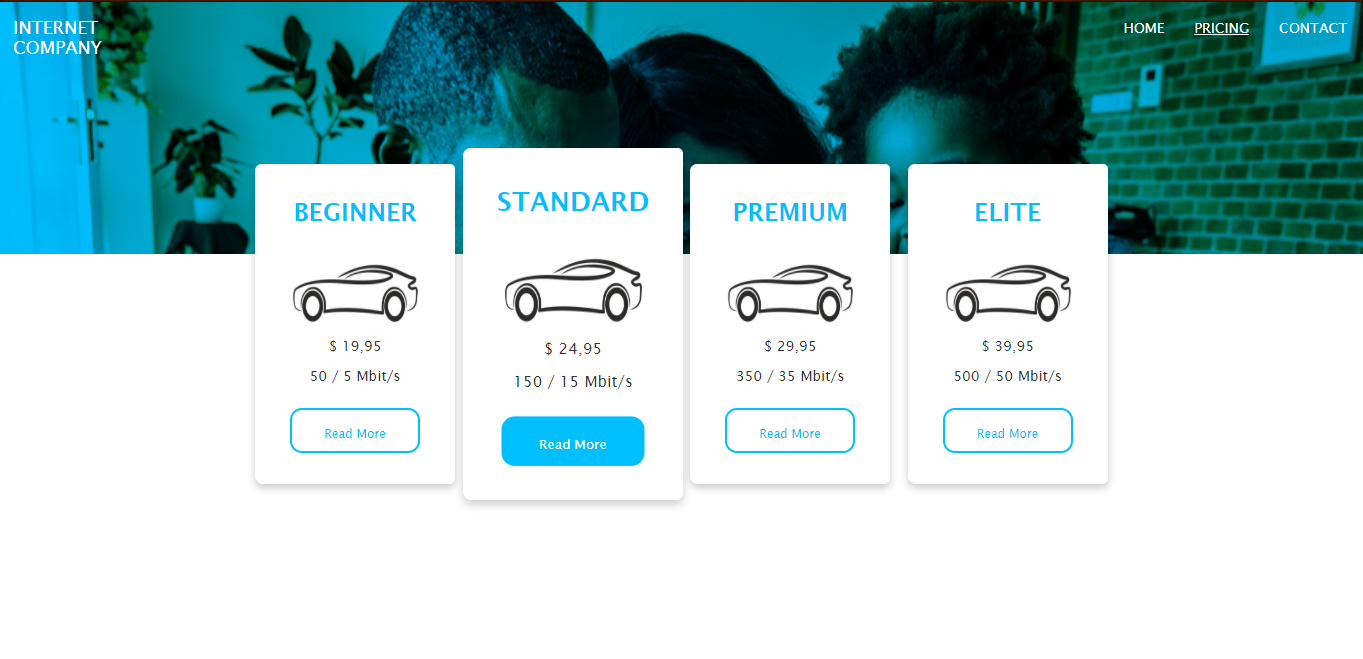 INTERNET
COMPANY
HOME PRICING CONTACT
BEGINNER
$ 19,95
50 / 5 Mbit/s
Read More
STANDARD
$ 24,95
150 / 15 Mbit/s
Read More
PREMIUM
$ 29,95
350 / 35 Mbit/s
Read More
ELITE
$ 39,95
500 / 50 Mbit/s
Read More